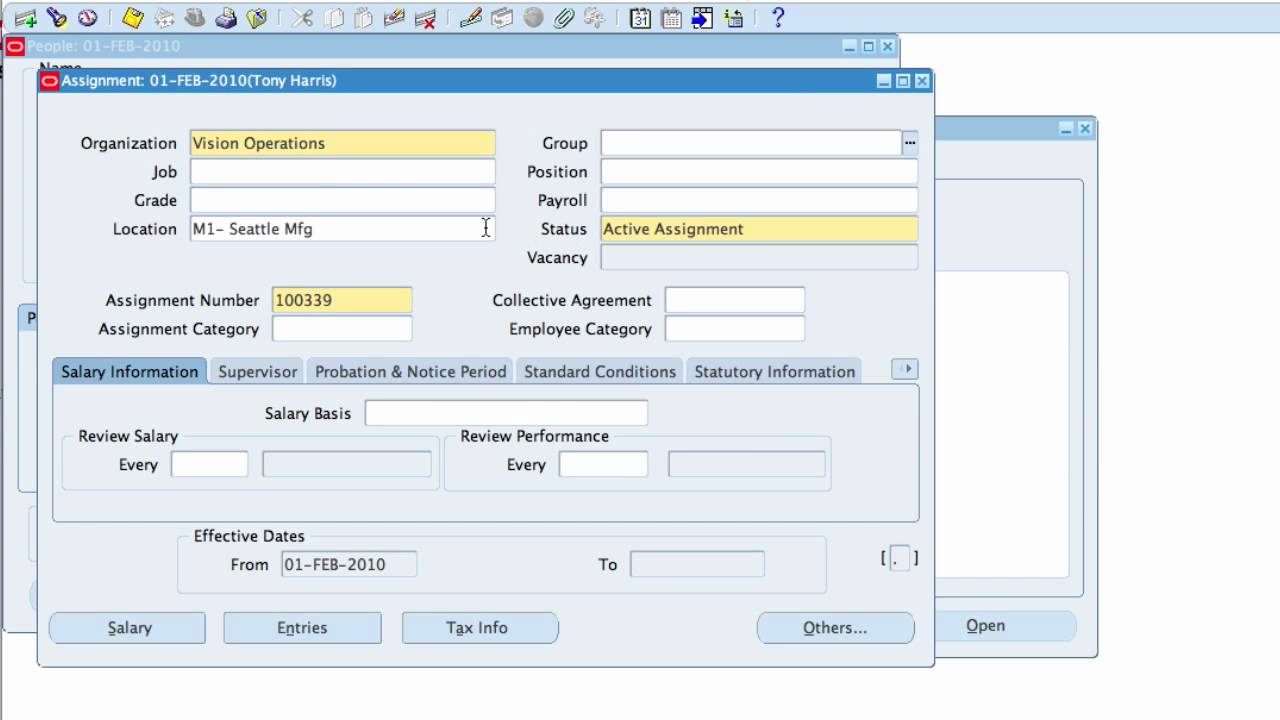 31
?
People: 01-FEB-2010
Name
Assignment: 01-FEB-2010(Tony Harris)
Organization Vision Operations Group ...
Job Position
Grade Payroll
Location M1- Seattle Mfg Status Active Assignment
Vacancy
Assignment Number 100339 Collective Agreement
Assignment Category Employee Category
P
Salary Information Supervisor Probation & Notice Period Standard Conditions Statutory Information
Salary Basis
Review Salary Review Performance
Every Every
Effective Dates
From 01-FEB-2010 To [ . ]
Salary Entries Tax Info Others... Open